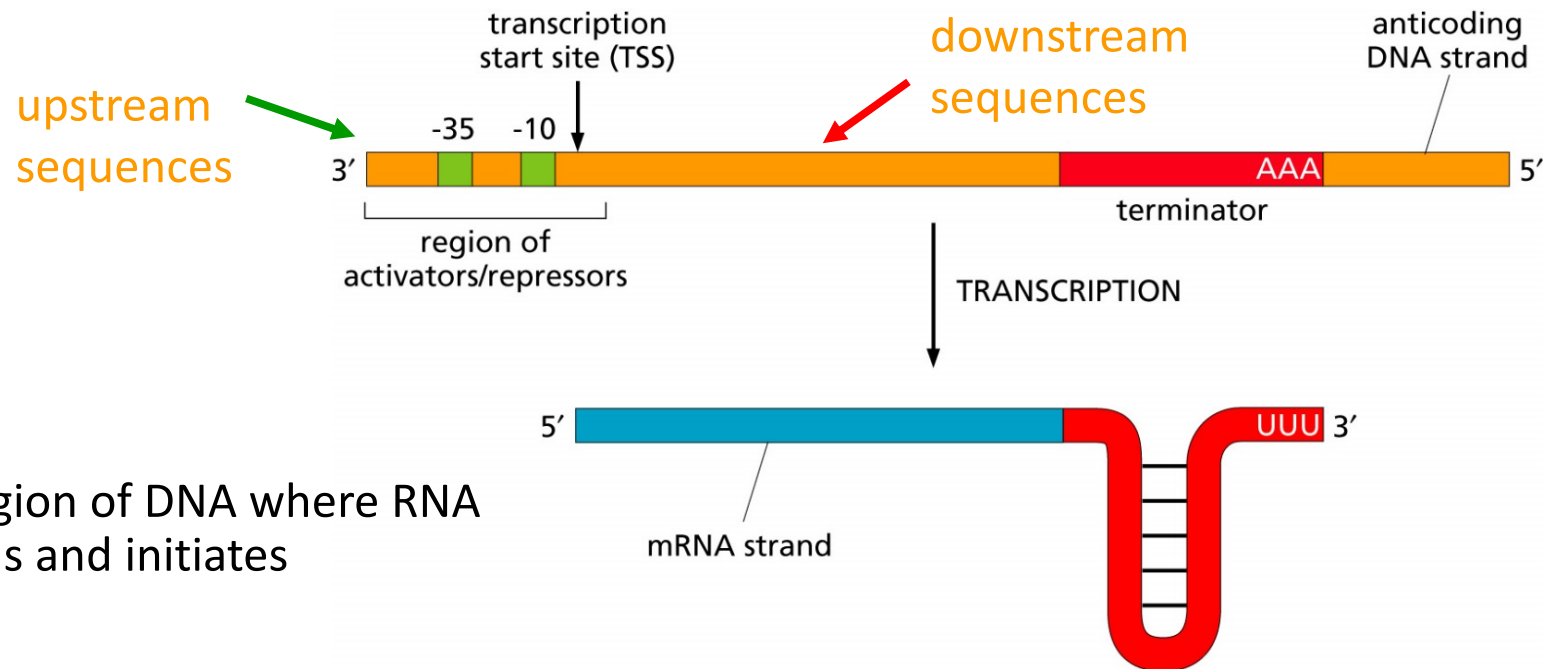 transcription
start site (TSS)
downstream
sequences
anticoding
DNA strand
upstream
sequences
-35
-10
3′
AAA
5′
terminator
region of
activators/repressors
TRANSCRIPTION
5′
UUU
3′
mRNA strand
gion of DNA where RNA
s and initiates